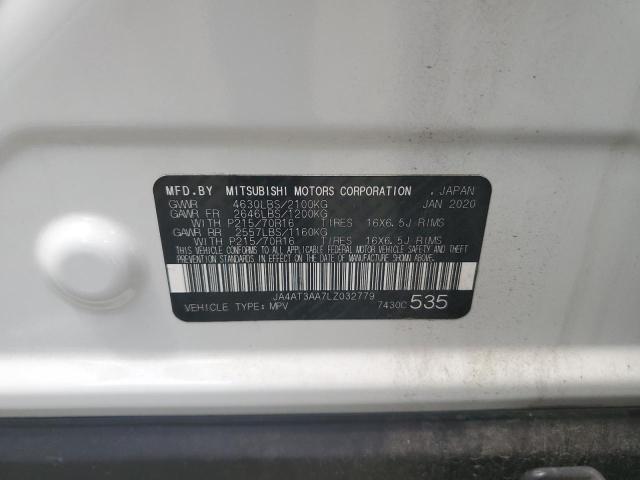 MFD.BY MITSUBISHI MOTORS CORPORATION . JAPAN
GVWR 4630LBS/2100KG JAN 2020
GAWR FR 2646LBS/1200KG
WITH P215/70R16 TIRES 16X6.5J RIMS
GAWR RR 2557LBS/1160KG
WITH P215/70R16 TIRES 16X6.5J RIMS
THIS VEHICLE CONFORMS TO ALL APPLICABLE FEDERAL MOTOR VEHICLE SAFETY AND THEFT
PREVENTION STANDARDS IN EFFECT ON THE DATE OF MANUFACTURE SHOWN ABOVE.
JA4AT3AA7LZ032779
VEHICLE TYPE: MPV 7430C 535